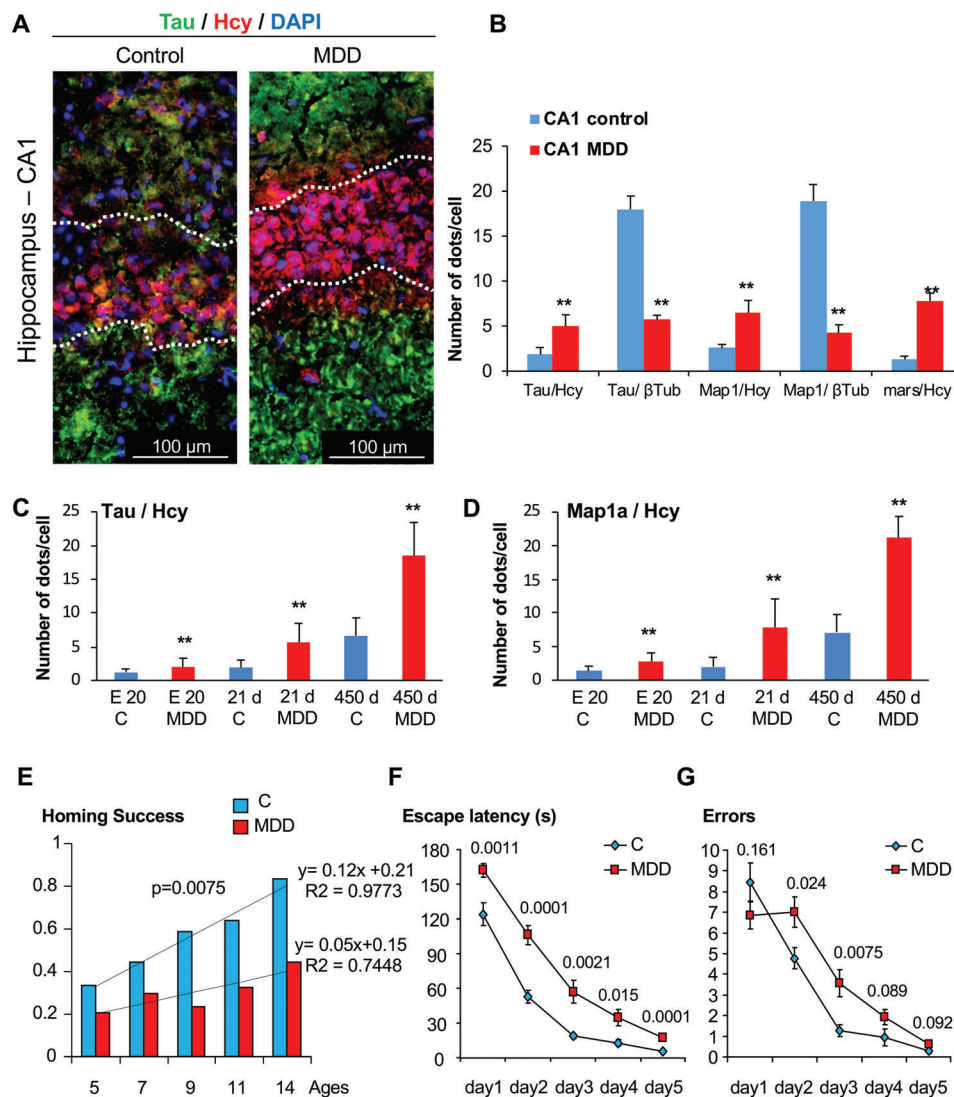 A
Tau / Hcy / DAPI
Control
MDD
Hippocampus – CA1
100 µm
100 µm
B
CA1 control
CA1 MDD
Number of dots/cell
25
20
15
10
5
0
** ** ** ** **
Tau/Hcy Tau/ βTub Map1/Hcy Map1/ βTub mars/Hcy
C
Tau / Hcy
Number of dots/cell
25
20
15
10
5
0
** ** **
E 20 E 20 21 d 21 d 450 d 450 d
C MDD C MDD C MDD
D
Map1a / Hcy
Number of dots/cell
25
20
15
10
5
0
** ** **
E 20 E 20 21 d 21 d 450 d 450 d
C MDD C MDD C MDD
E
Homing Success
C
MDD
1
0.8
0.6
0.4
0.2
0
p=0.0075
y= 0.12x +0.21
R2 = 0.9773
y= 0.05x+0.15
R2 = 0.7448
5 7 9 11 14 Ages
F
Escape latency (s)
C
MDD
180
150
120
90
60
30
0
0.0011
0.0001
0.0021
0.015
0.0001
day1 day2 day3 day4 day5
G
Errors
C
MDD
10
9
8
7
6
5
4
3
2
1
0
0.161
0.024
0.0075
0.089
0.092
day1 day2 day3 day4 day5